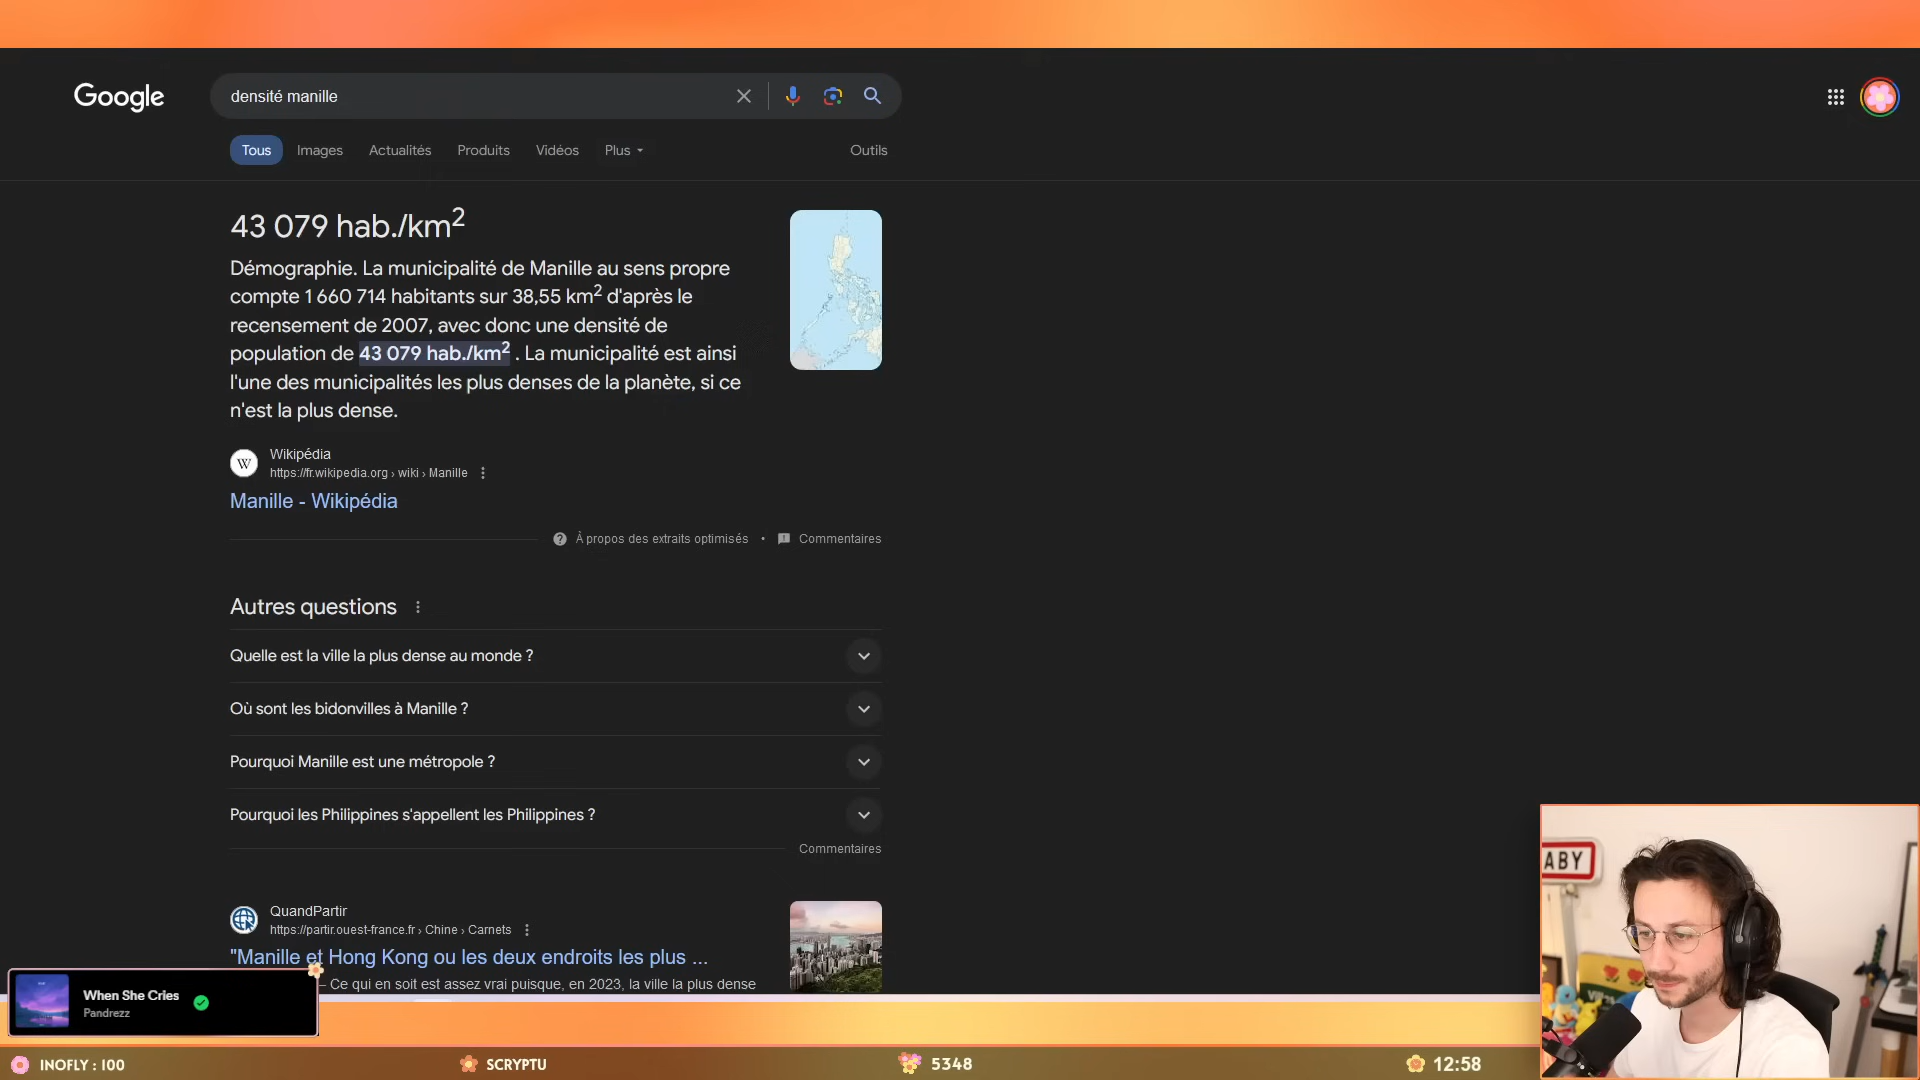 Google
densité manille
Tous Images Actualités Produits Vidéos Plus Outils
43 079 hab./km²
Démographie. La municipalité de Manille au sens propre
compte 1 660 714 habitants sur 38,55 km² d'après le
recensement de 2007, avec donc une densité de
population de 43 079 hab./km² . La municipalité est ainsi
l'une des municipalités les plus denses de la planète, si ce
n'est la plus dense.
W
Wikipédia
https://fr.wikipedia.org › wiki › Manille
Manille - Wikipédia
À propos des extraits optimisés • Commentaires
Autres questions
Quelle est la ville la plus dense au monde ?
Où sont les bidonvilles à Manille ?
Pourquoi Manille est une métropole ?
Pourquoi les Philippines s'appellent les Philippines ?
Commentaires
QuandPartir
https://partir.ouest-france.fr › Chine › Carnets
"Manille et Hong Kong ou les deux endroits les plus ...
– Ce qui en soit est assez vrai puisque, en 2023, la ville la plus dense
When She Cries
Pandrezz
ABY
INOFLY : 100
SCRYPTU
5348
12:58